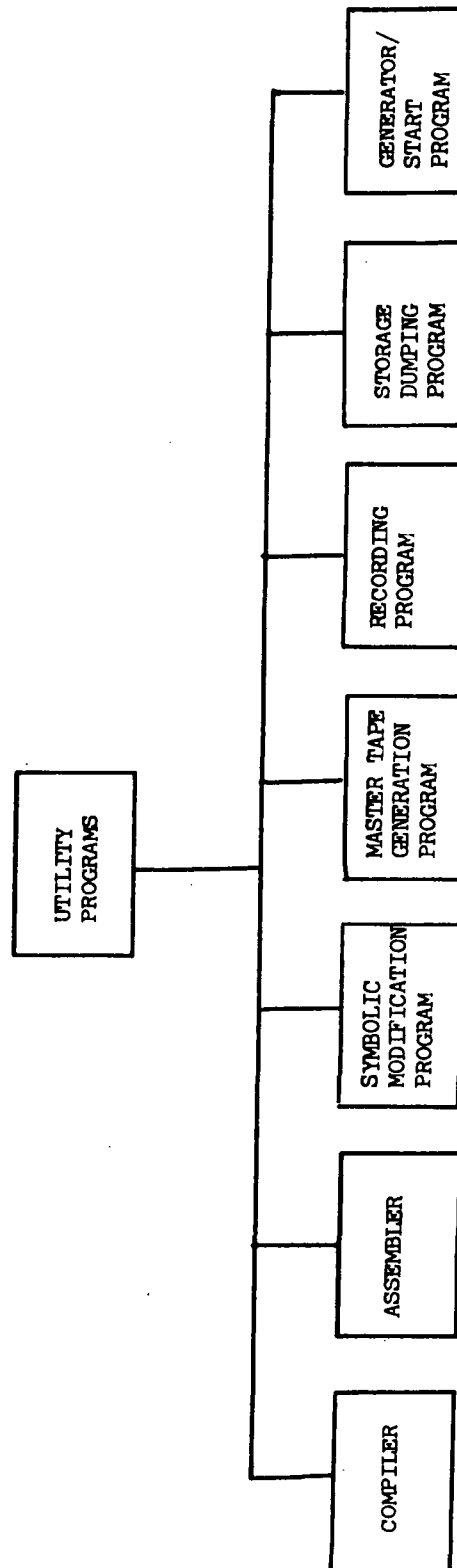 UTILITY
PROGRAMS
COMPILER
ASSEMBLER
SYMBOLIC
MODIFICATION
PROGRAM
MASTER TAPE
GENERATION
PROGRAM
RECORDING
PROGRAM
STORAGE
DUMPING
PROGRAM
GENERATOR/
START
PROGRAM